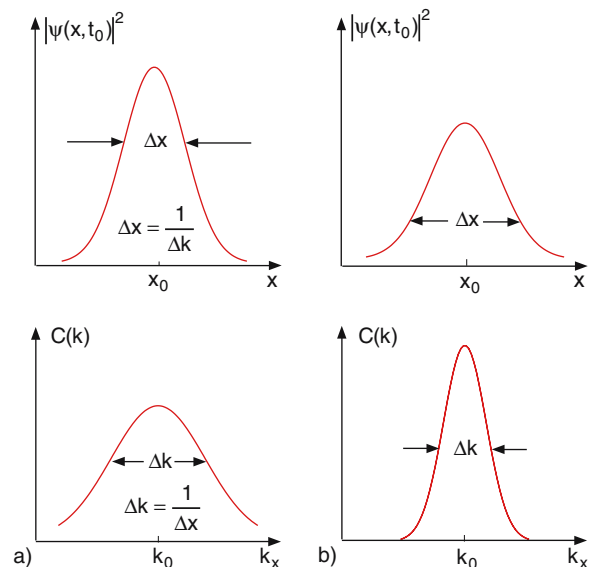 |ψ(x,t₀)|²
Δx
Δx = 1/Δk
x₀
x
|ψ(x,t₀)|²
Δx
x₀
x
C(k)
Δk
Δk = 1/Δx
a)
k₀
kₓ
C(k)
Δk
b)
k₀
kₓ